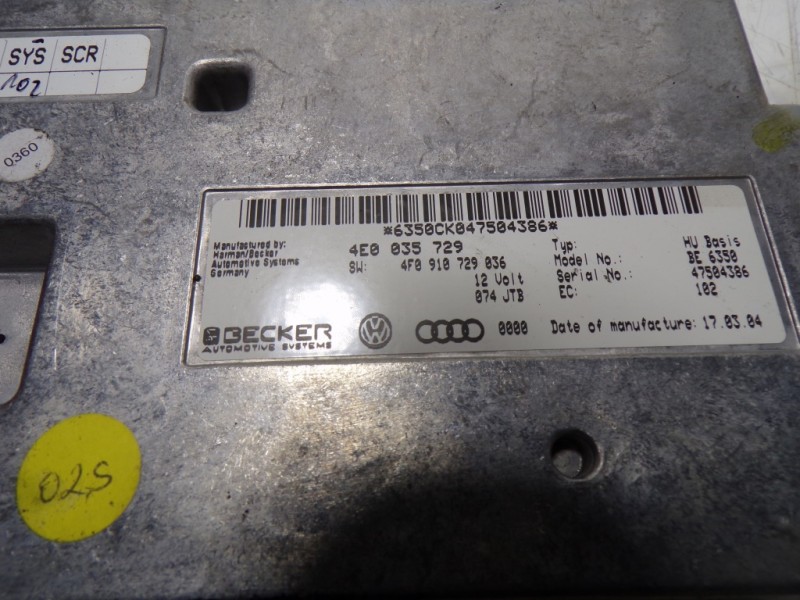 SYS SCR
102
0360
*6350CK047504386*
Manufactured by:
Harman/Becker
Automotive Systems
Germany
4E0 035 729
SW: 4F0 910 729 036
12 Volt
074 JTB
Typ: HU Basis
Model No.: BE 6350
Serial No.: 47504386
EC: 102
BECKER
AUTOMOTIVE SYSTEMS
0000 Date of manufacture: 17.03.04
02S